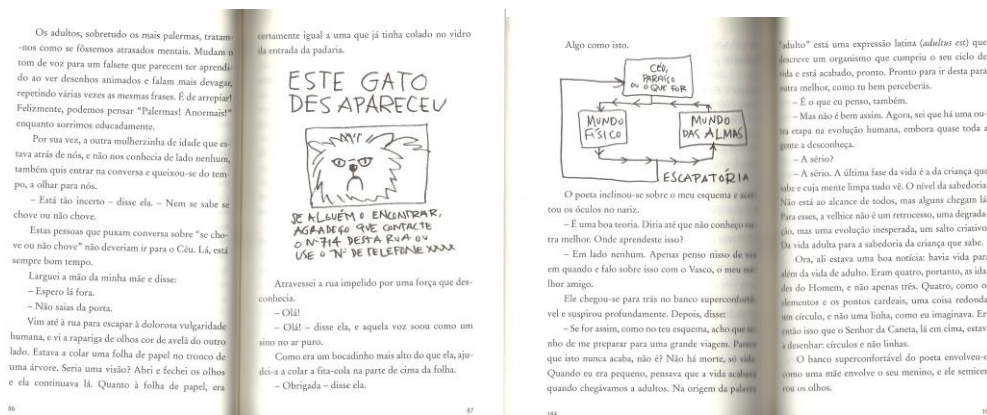 Os adultos, sobretudo os mais palermas, tratam-
-nos como se fôssemos atrasados mentais. Mudam o
tom de voz para um falsete que parecem ter aprendi-
do ao ver desenhos animados e falam mais devagar,
repetindo várias vezes as mesmas frases. É de arrepiar!
Felizmente, podemos pensar "Palermas! Anormais!"
enquanto sorrimos educadamente.
Por sua vez, a outra mulherzinha de idade que es-
tava atrás de nós, e não nos conhecia de lado nenhum,
também quis entrar na conversa e queixou-se do tem-
po, a olhar para nós.
– Está tão incerto – disse ela. – Nem se sabe se
chove ou não chove.
Estas pessoas que puxam conversa sobre "se cho-
ve ou não chove" não deveriam ir para o Céu. Lá, está
sempre bom tempo.
Larguei a mão da minha mãe e disse:
– Espero lá fora.
– Não saias da porta.
Vim até à rua para escapar à dolorosa vulgaridade
humana, e vi a rapariga de olhos cor de avelã do outro
lado. Estava a colar uma folha de papel no tronco de
uma árvore. Seria uma visão? Abri e fechei os olhos
e ela continuava lá. Quanto à folha de papel, era
86
certamente igual a uma que já tinha colado no vidro
da entrada da padaria.
ESTE GATO
DESAPARECEU
SE ALGUÉM O ENCONTRAR,
AGRADEÇO QUE CONTACTE
O Nº 714 DESTA RUA OU
USE O Nº DE TELEFONE XXXX
Atravessei a rua impelido por uma força que des-
conhecia.
– Olá!
– Olá! – disse ela, e aquela voz soou como um
sino no ar puro.
Como era um bocadinho mais alto do que ela, aju-
dei-a a colar a fita-cola na parte de cima da folha.
– Obrigada – disse ela.
87
Algo como isto.
CÉU,
PARAÍSO
OU O QUE FOR
MUNDO
FÍSICO
MUNDO
DAS ALMAS
ESCAPATÓRIA
O poeta inclinou-se sobre o meu esquema e
tou os óculos no nariz.
– É uma boa teoria. Diria até que não conheço
tra melhor. Onde aprendeste isso?
– Em lado nenhum. Apenas penso nisso de
em quando e falo sobre isso com o Vasco, o meu
lhor amigo.
Ele chegou-se para trás no banco superconfortá-
vel e suspirou profundamente. Depois, disse:
– Se for assim, como no teu esquema, acho que
nho de me preparar para uma grande viagem.
que isto nunca acaba, não é? Não há morte, só vida.
Quando eu era pequeno, pensava que a vida acabava
quando chegávamos a adultos. Na origem da palavra
"adulto" está uma expressão latina (adultus est) que
descreve um organismo que cumpriu o seu ciclo de
vida e está acabado, pronto. Pronto para ir desta para
outra melhor, como tu bem perceberás.
– É o que eu penso, também.
– Mas não é bem assim. Agora, sei que há uma ou-
tra etapa na evolução humana, embora quase toda a
gente a desconheça.
– A sério?
– A sério. A última fase da vida é a da criança que
sabe e cuja mente limpa tudo vê. O nível da sabedoria.
Não está ao alcance de todos, mas alguns chegam lá.
Para esses, a velhice não é um retrocesso, uma degrada-
ção, mas uma evolução inesperada, um salto criativo.
Da vida adulta para a sabedoria da criança que sabe.
Ora, ali estava uma boa notícia: havia vida para
além da vida de adulto. Eram quatro, portanto, as ida-
des do Homem, e não apenas três. Quatro, como os
elementos e os pontos cardeais, uma coisa redonda,
um círculo, e não uma linha, como eu imaginava. Era
então isso que o Senhor da Caneta, lá em cima, estava
a desenhar: círculos e não linhas.
O banco superconfortável do poeta envolveu-o
como uma mãe envolve o seu menino, e ele semicer-
rou os olhos.